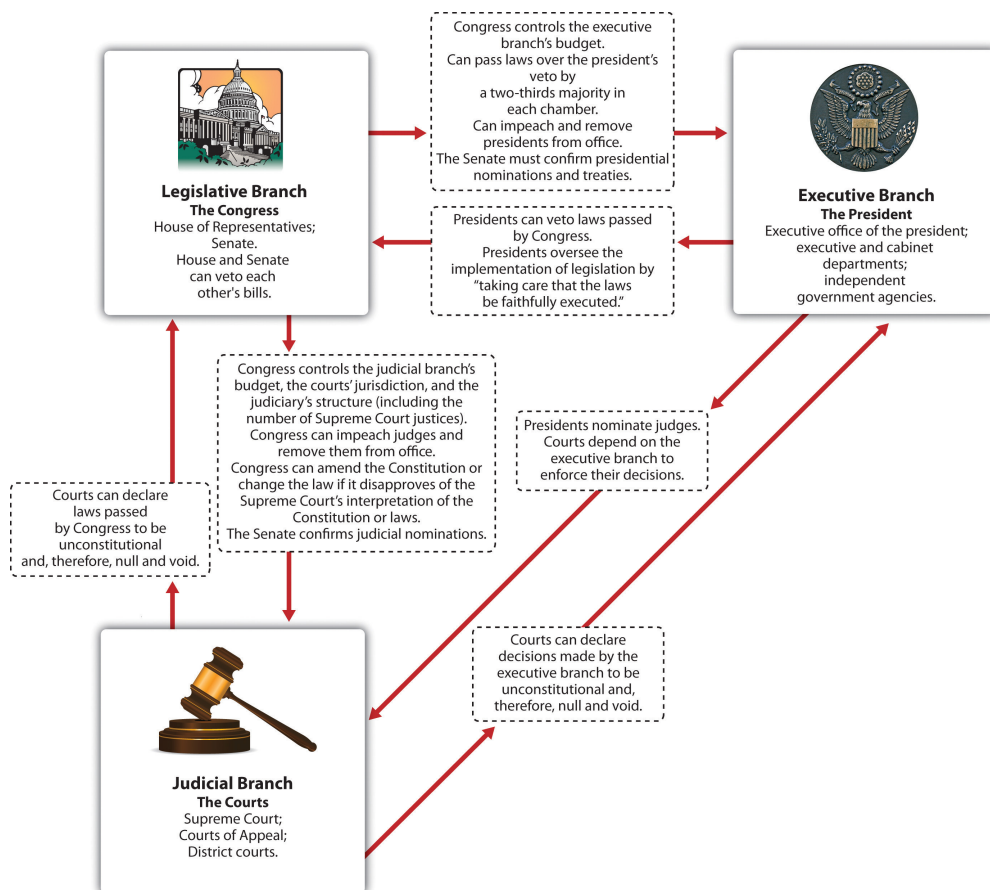 Congress controls the executive
branch's budget.
Can pass laws over the president's
veto by
a two-thirds majority in
each chamber.
Can impeach and remove
presidents from office.
The Senate must confirm presidential
nominations and treaties.
Legislative Branch
The Congress
House of Representatives;
Senate.
House and Senate
can veto each
other's bills.
Executive Branch
The President
Executive office of the president;
executive and cabinet
departments;
independent
government agencies.
Presidents can veto laws passed
by Congress.
Presidents oversee the
implementation of legislation by
“taking care that the laws
be faithfully executed.”
Congress controls the judicial branch's
budget, the courts' jurisdiction, and the
judiciary's structure (including the
number of Supreme Court justices).
Congress can impeach judges and
remove them from office.
Congress can amend the Constitution or
change the law if it disapproves of the
Supreme Court's interpretation of the
Constitution or laws.
The Senate confirms judicial nominations.
Presidents nominate judges.
Courts depend on the
executive branch to
enforce their decisions.
Courts can declare
laws passed
by Congress to be
unconstitutional
and, therefore, null and void.
Courts can declare
decisions made by the
executive branch to be
unconstitutional and,
therefore, null and void.
Judicial Branch
The Courts
Supreme Court;
Courts of Appeal;
District courts.